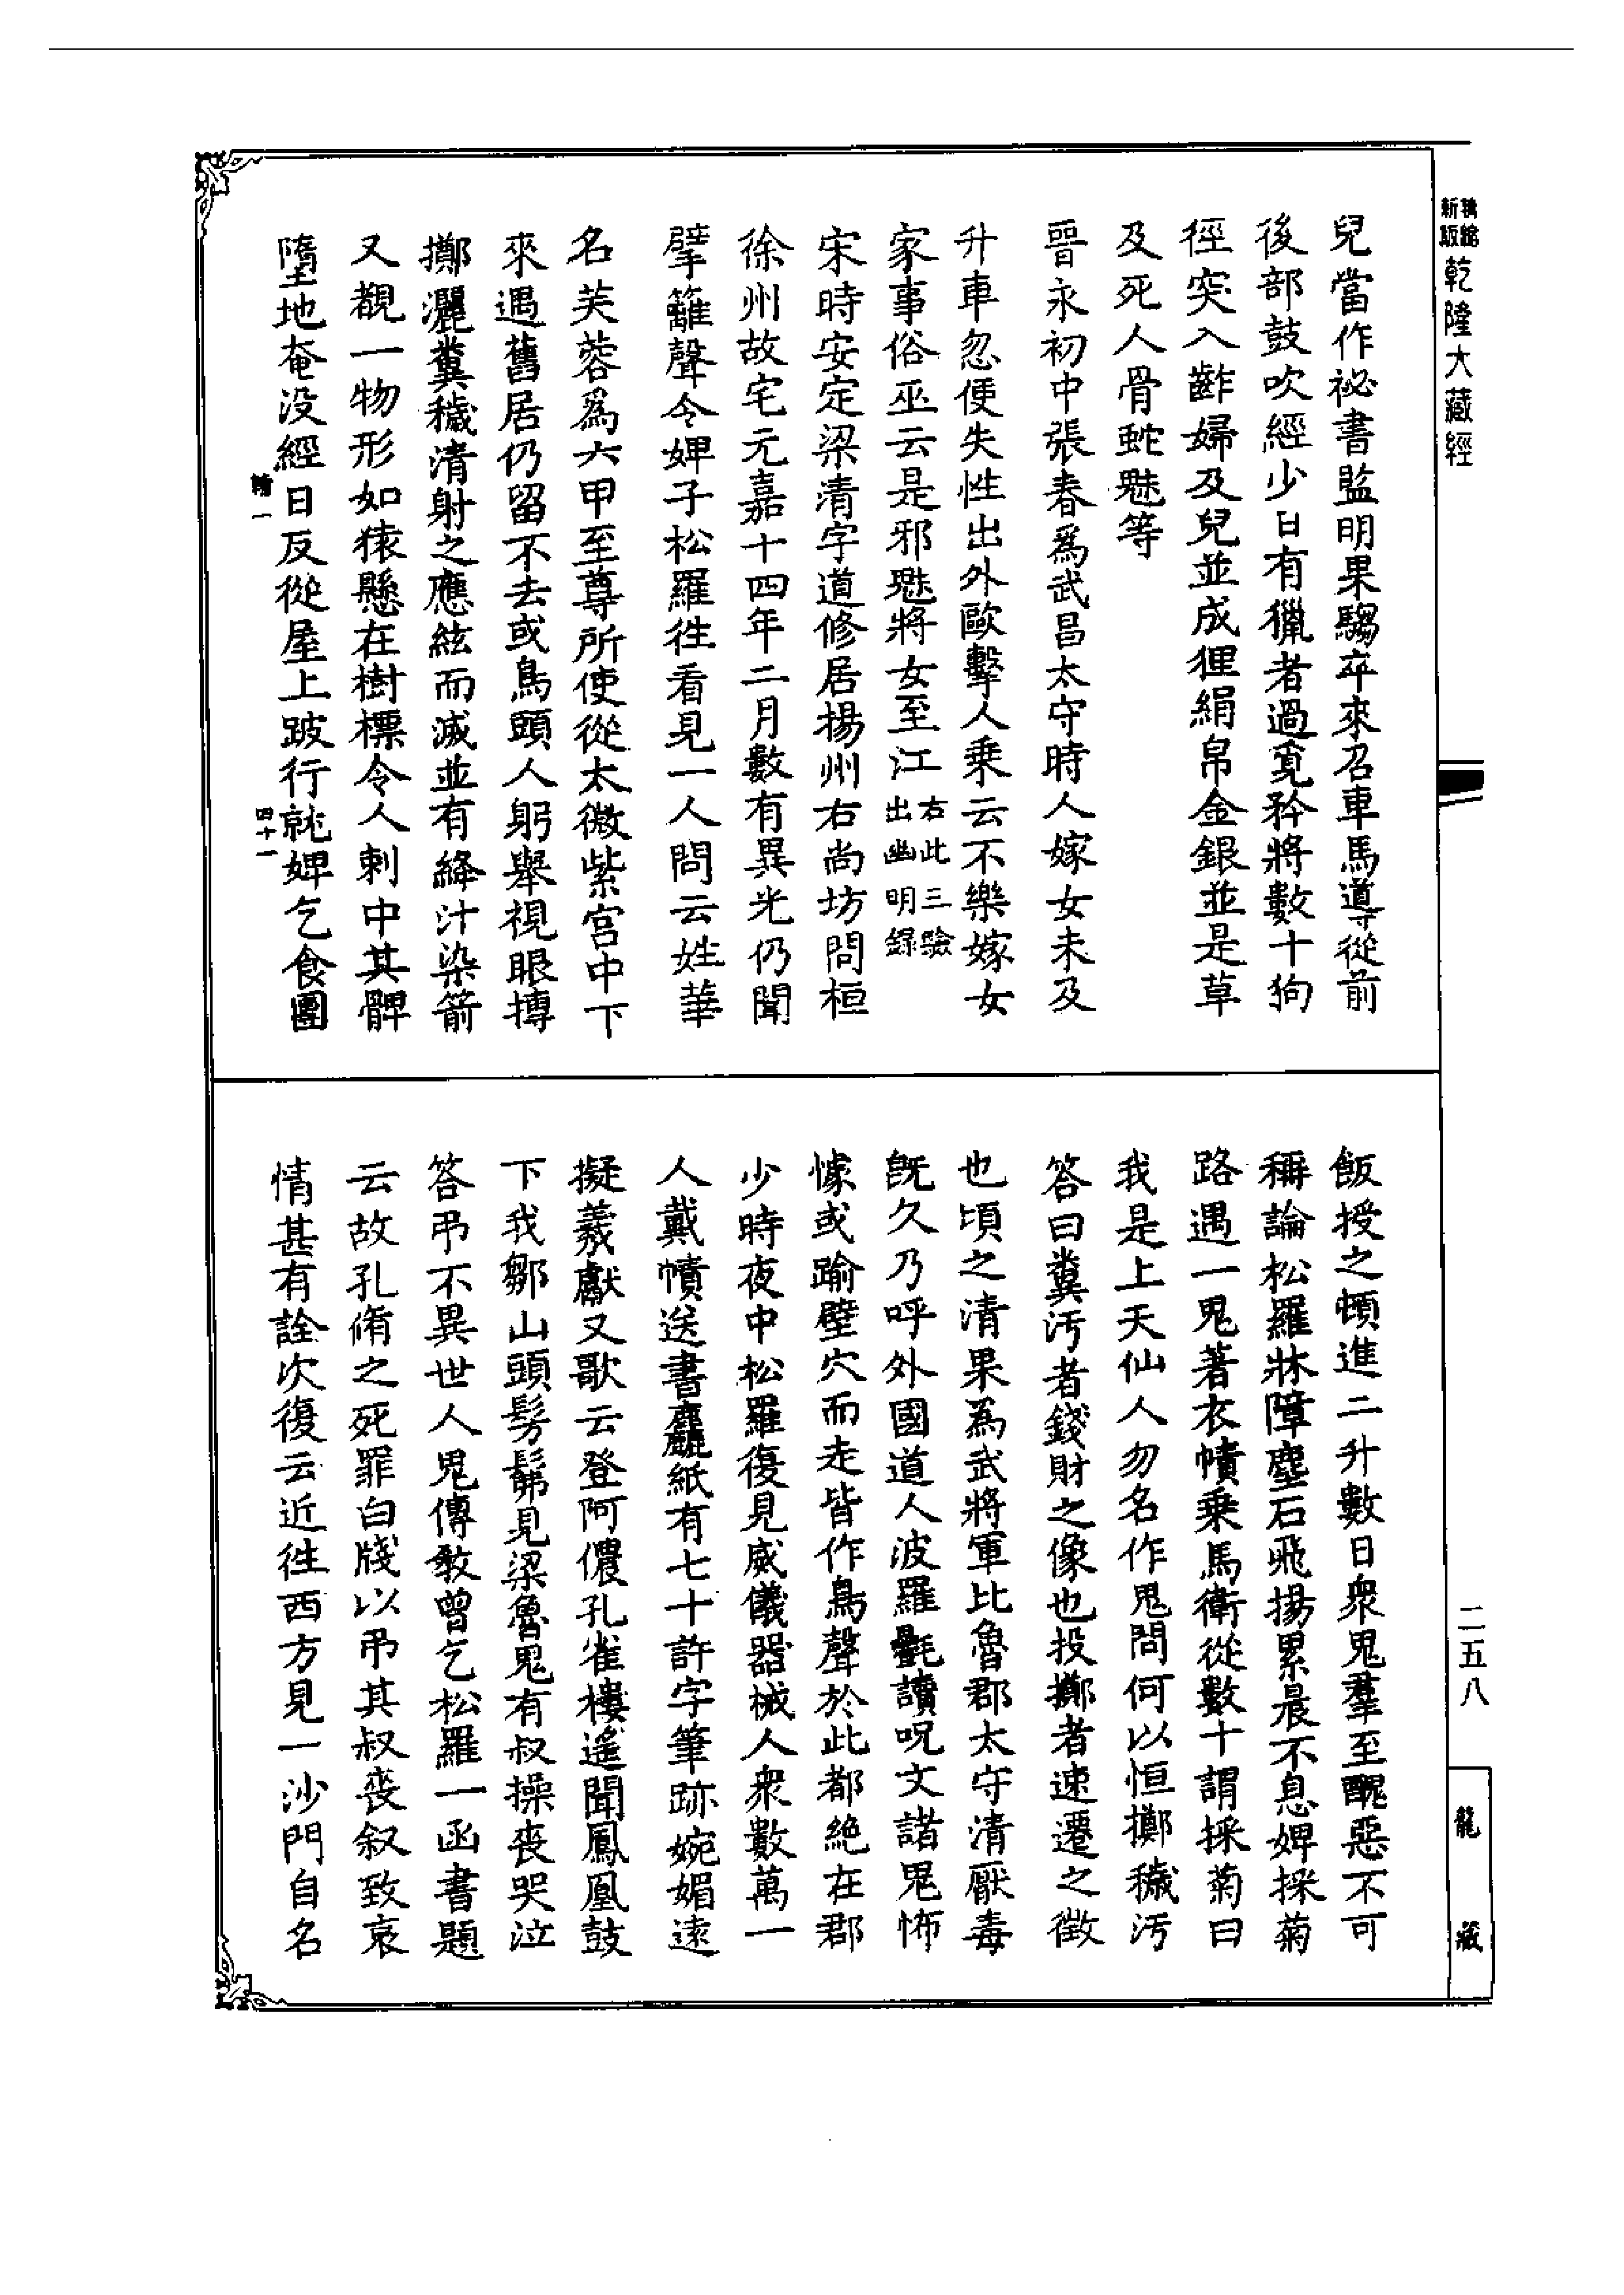 精縮
新版
乾隆大藏經
兒當作祕書監明果騶卒來召車馬導從前
後部鼓吹經少日有獵者過覓矜將數十狗
徑突入齚婦及兒並成狸絹帛金銀並是草
及死人骨蛇魅等
晉永初中張春爲武昌太守時人嫁女未及
升車忽便失性出外歐擊人乗云不樂嫁女
家事俗巫云是邪魅將女至江右此三驗出幽明録
宋時安定梁清字道修居揚州右尚坊問桓
徐州故宅元嘉十四年二月數有異光仍聞
擘籬聲令婢子松羅徃看見一人問云姓華
名芙蓉爲六甲至尊所使從太微紫宫中下
來遇舊居仍留不去或鳥頭人躬舉視眼搏
擲灑糞穢清射之應絃而滅並有絳汁染箭
又覩一物形如猿懸在樹標令人刺中其髀
墮地奄没經日反從屋上跛行就婢乞食團
輶一
四十一
飯授之頓進二升數日衆鬼羣至醜惡不可
稱論松羅牀障塵石飛揚累晨不息婢採菊
路遇一鬼著衣幘乗馬衛從數十謂採菊曰
我是上天仙人勿名作鬼問何以恒擲穢汚
答曰糞汚者錢財之像也投擲者速遷之徵
也頃之清果為武將軍比魯郡太守清厭毒
既久乃呼外國道人波羅㲲讀呪文諸鬼怖
懅或踰壁穴而走皆作鳥聲於此都絶在郡
少時夜中松羅復見威儀器械人衆數萬一
人戴幘送書麤紙有七十許字筆跡婉媚遠
擬羲獻又歌云登阿儂孔雀樓遙聞鳳凰鼓
下我鄒山頭髣髴見梁魯鬼有叔操喪哭泣
答弔不異世人鬼傳教曽乞松羅一函書題
云故孔脩之死罪白牋以弔其叔喪叙致哀
情甚有詮次復云近徃西方見一沙門自名
二五八
龍藏